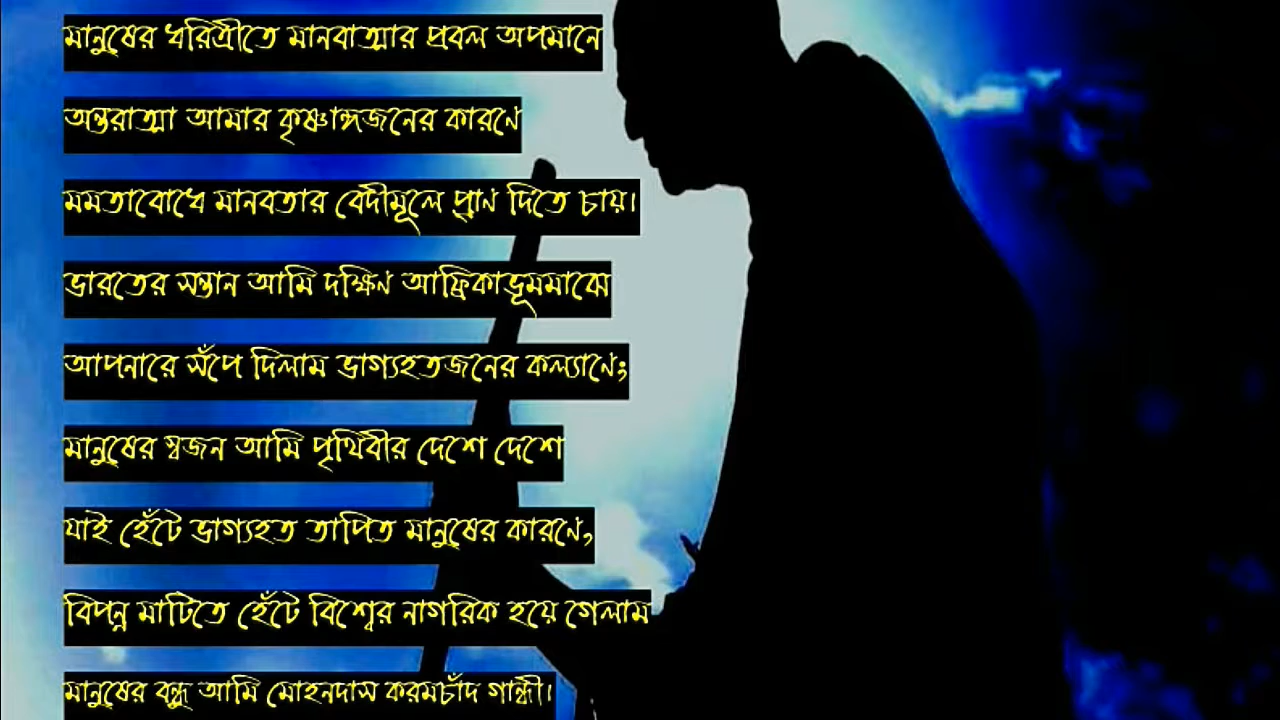 মানুষের ধরিত্রীতে মানবাত্মার প্রবল অপমানে
অন্তরাত্মা আমার কৃষ্ণাঙ্গজনের কারণে
মমতাবোধে মানবতার বেদীমূলে প্রাণ দিতে চায়।
ভারতের সন্তান আমি দক্ষিণ আফ্রিকাভূমমাঝে
আপনারে সঁপে দিলাম ভাগ্যহতজনের কল্যাণে;
মানুষের স্বজন আমি পৃথিবীর দেশে দেশে
যাই হেঁটে ভাগ্যহত তাপিত মানুষের কারণে,
বিপন্ন মাটিতে হেঁটে বিশ্বের নাগরিক হয়ে গেলাম
মানুষের বন্ধু আমি মোহনদাস করমচাঁদ গান্ধী।